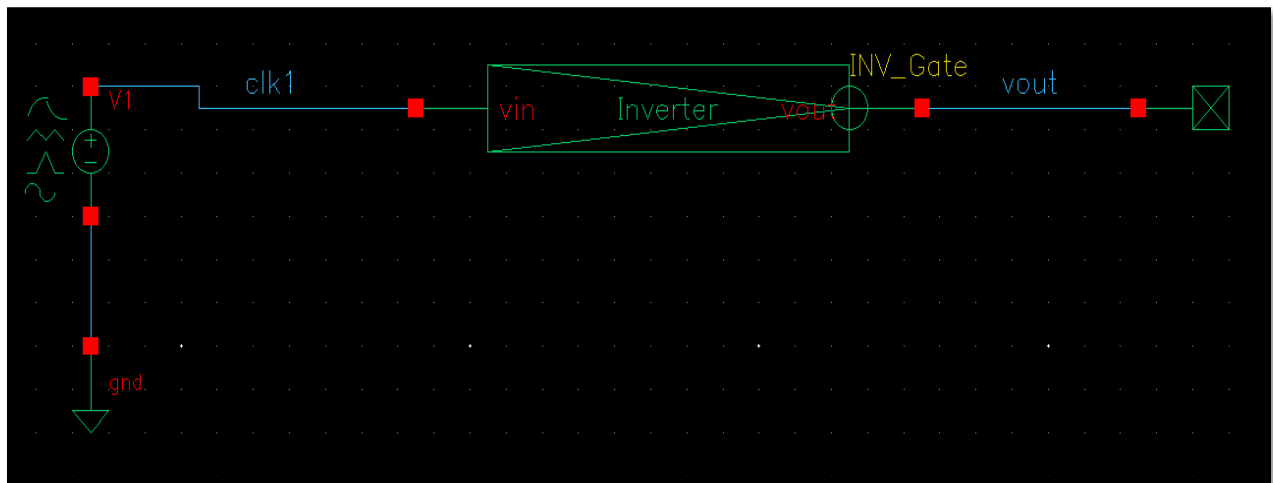 INV_Gate
clk1
vout
V1
vin
Inverter
vout
gnd